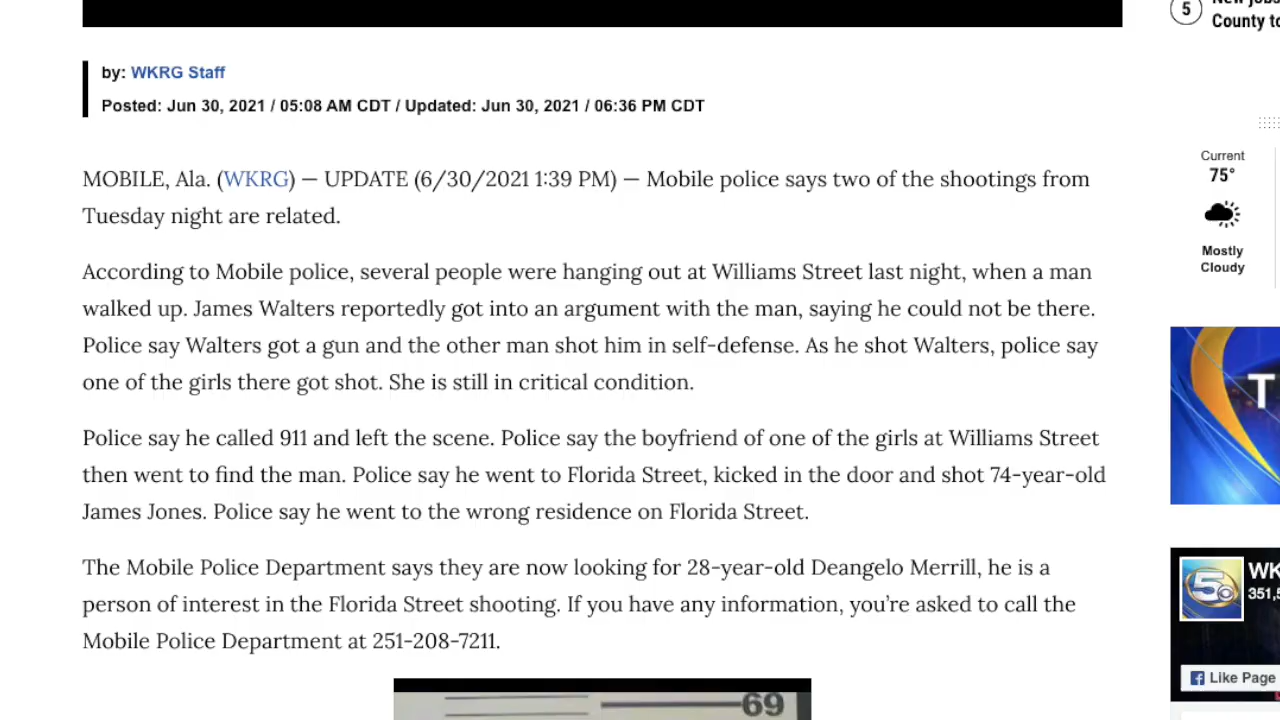 5
County to
by: WKRG Staff
Posted: Jun 30, 2021 / 05:08 AM CDT / Updated: Jun 30, 2021 / 06:36 PM CDT
MOBILE, Ala. (WKRG) — UPDATE (6/30/2021 1:39 PM) — Mobile police says two of the shootings from
Tuesday night are related.
According to Mobile police, several people were hanging out at Williams Street last night, when a man
walked up. James Walters reportedly got into an argument with the man, saying he could not be there.
Police say Walters got a gun and the other man shot him in self-defense. As he shot Walters, police say
one of the girls there got shot. She is still in critical condition.
Police say he called 911 and left the scene. Police say the boyfriend of one of the girls at Williams Street
then went to find the man. Police say he went to Florida Street, kicked in the door and shot 74-year-old
James Jones. Police say he went to the wrong residence on Florida Street.
The Mobile Police Department says they are now looking for 28-year-old Deangelo Merrill, he is a
person of interest in the Florida Street shooting. If you have any information, you’re asked to call the
Mobile Police Department at 251-208-7211.
69
Current
75°
Mostly
Cloudy
T
5
WK
351,5
Like Page